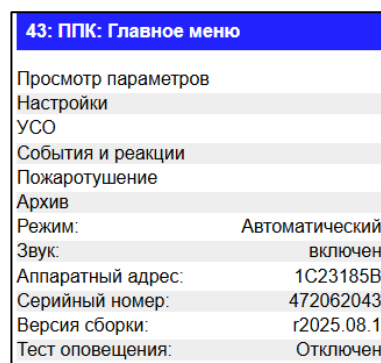 43: ППК: Главное меню
Просмотр параметров
Настройки
УСО
События и реакции
Пожаротушение
Архив
Режим: Автоматический
Звук: включен
Аппаратный адрес: 1C23185B
Серийный номер: 472062043
Версия сборки: r2025.08.1
Тест оповещения: Отключен